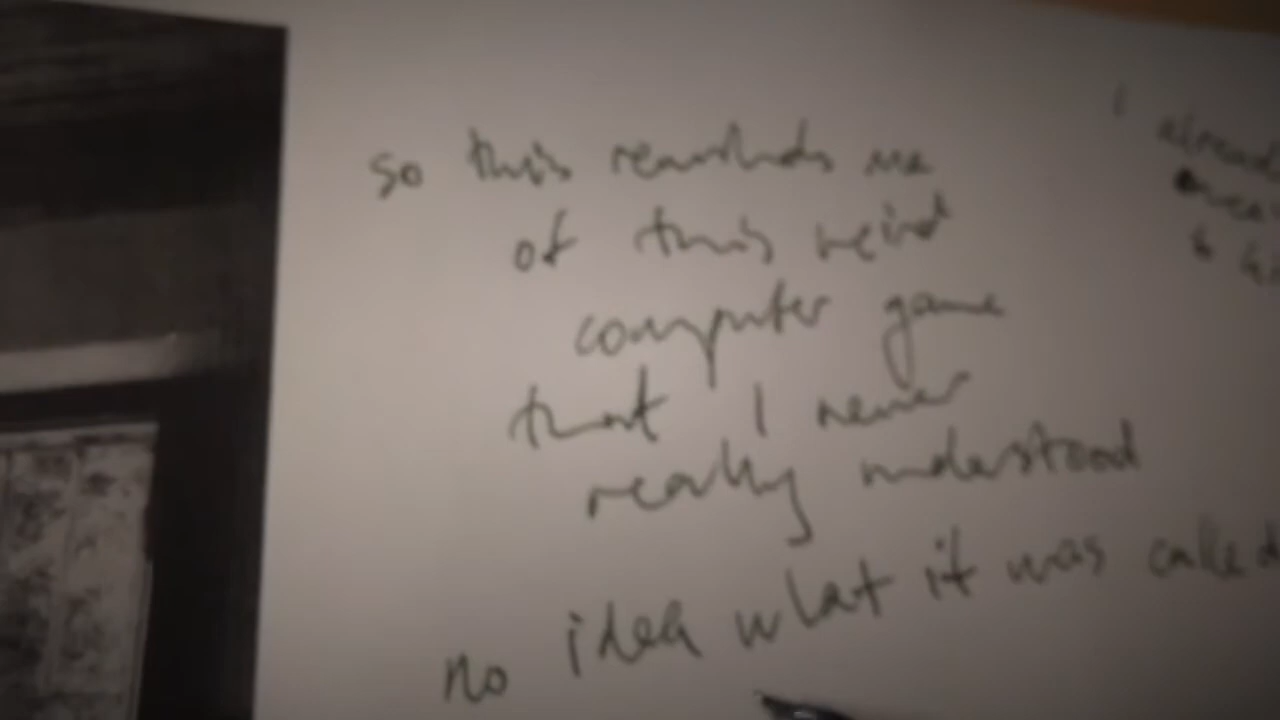 so this reminds me
of this weird
computer game
that I never
really understood
no idea what it was called
I already